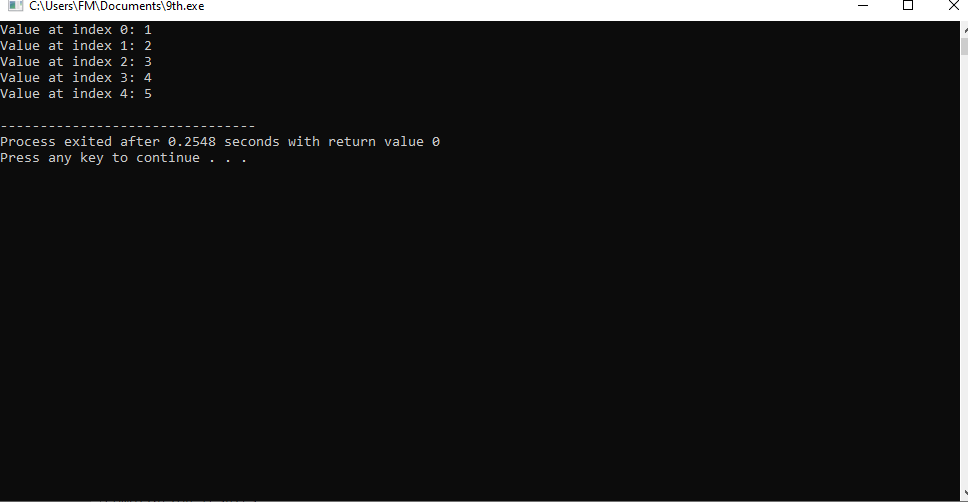 C:\Users\FM\Documents\9th.exe
Value at index 0: 1
Value at index 1: 2
Value at index 2: 3
Value at index 3: 4
Value at index 4: 5
--------------------------------
Process exited after 0.2548 seconds with return value 0
Press any key to continue . . .